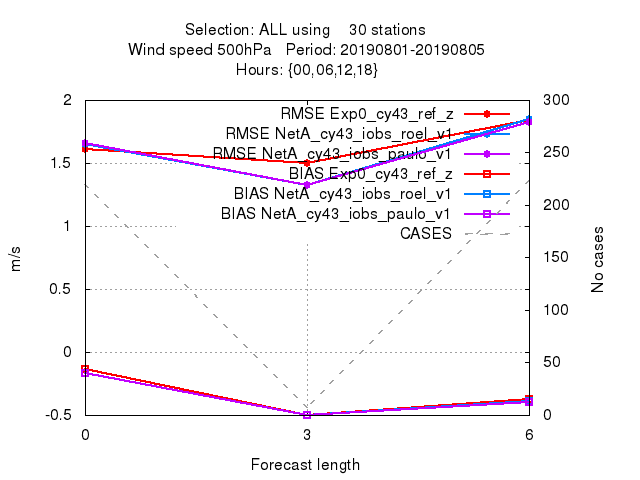 Selection: ALL using 30 stations
Wind speed 500hPa Period: 20190801-20190805
Hours: {00,06,12,18}
2
1.5
1
0.5
0
-0.5
m/s
RMSE Exp0_cy43_ref_z
RMSE NetA_cy43_iobs_roel_v1
RMSE NetA_cy43_iobs_paulo_v1
BIAS Exp0_cy43_ref_z
BIAS NetA_cy43_iobs_roel_v1
BIAS NetA_cy43_iobs_paulo_v1
CASES
300
250
200
150
100
50
0
No cases
0 3 6
Forecast length